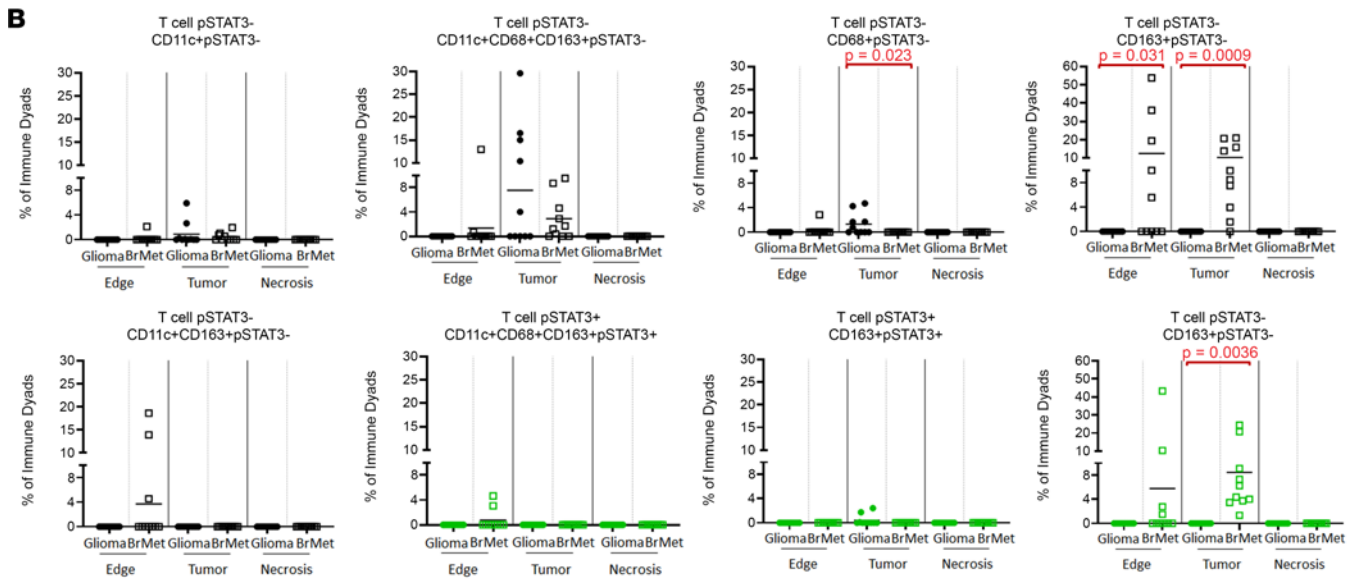 B
T cell pSTAT3-
CD11c+pSTAT3-
% of Immune Dyads
30
25
20
15
10
8
4
0
Glioma BrMet Glioma BrMet Glioma BrMet
Edge Tumor Necrosis
T cell pSTAT3-
CD11c+CD68+CD163+pSTAT3-
% of Immune Dyads
30
25
20
15
10
8
4
0
Glioma BrMet Glioma BrMet Glioma BrMet
Edge Tumor Necrosis
T cell pSTAT3-
CD68+pSTAT3-
p = 0.023
% of Immune Dyads
30
25
20
15
10
8
4
0
Glioma BrMet Glioma BrMet Glioma BrMet
Edge Tumor Necrosis
T cell pSTAT3-
CD163+pSTAT3-
p = 0.031 p = 0.0009
% of Immune Dyads
60
50
40
30
20
10
8
4
0
Glioma BrMet Glioma BrMet Glioma BrMet
Edge Tumor Necrosis
T cell pSTAT3-
CD11c+CD163+pSTAT3-
% of Immune Dyads
30
25
20
15
10
8
4
0
Glioma BrMet Glioma BrMet Glioma BrMet
Edge Tumor Necrosis
T cell pSTAT3+
CD11c+CD68+CD163+pSTAT3+
% of Immune Dyads
30
25
20
15
10
8
4
0
Glioma BrMet Glioma BrMet Glioma BrMet
Edge Tumor Necrosis
T cell pSTAT3+
CD163+pSTAT3+
% of Immune Dyads
30
25
20
15
10
8
4
0
Glioma BrMet Glioma BrMet Glioma BrMet
Edge Tumor Necrosis
T cell pSTAT3-
CD163+pSTAT3-
p = 0.0036
% of Immune Dyads
60
50
40
30
20
10
8
4
0
Glioma BrMet Glioma BrMet Glioma BrMet
Edge Tumor Necrosis